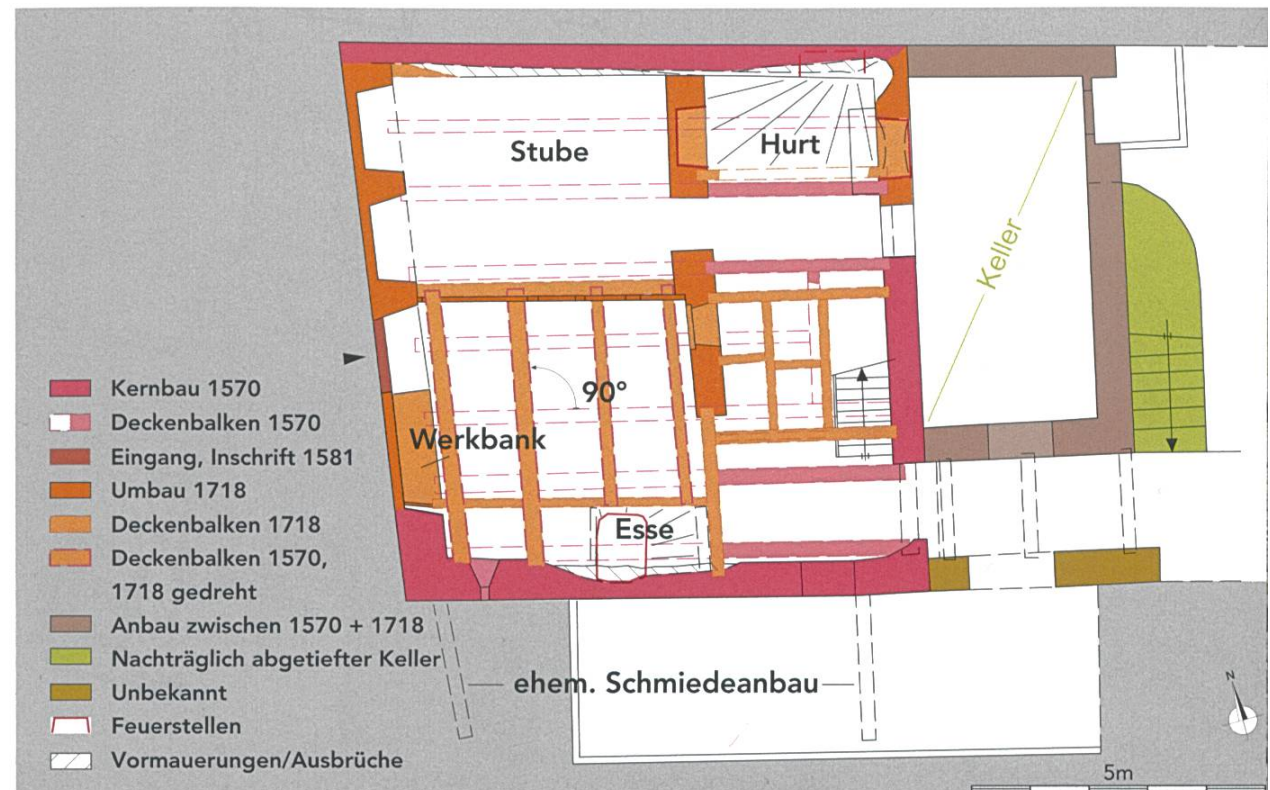 Stube
Hurt
Keller
90°
Werkbank
Esse
ehem. Schmiedeanbau
Kernbau 1570
Deckenbalken 1570
Eingang, Inschrift 1581
Umbau 1718
Deckenbalken 1718
Deckenbalken 1570,
1718 gedreht
Anbau zwischen 1570 + 1718
Nachträglich abgetiefter Keller
Unbekannt
Feuerstellen
Vormauerungen/Ausbrüche
N
5m